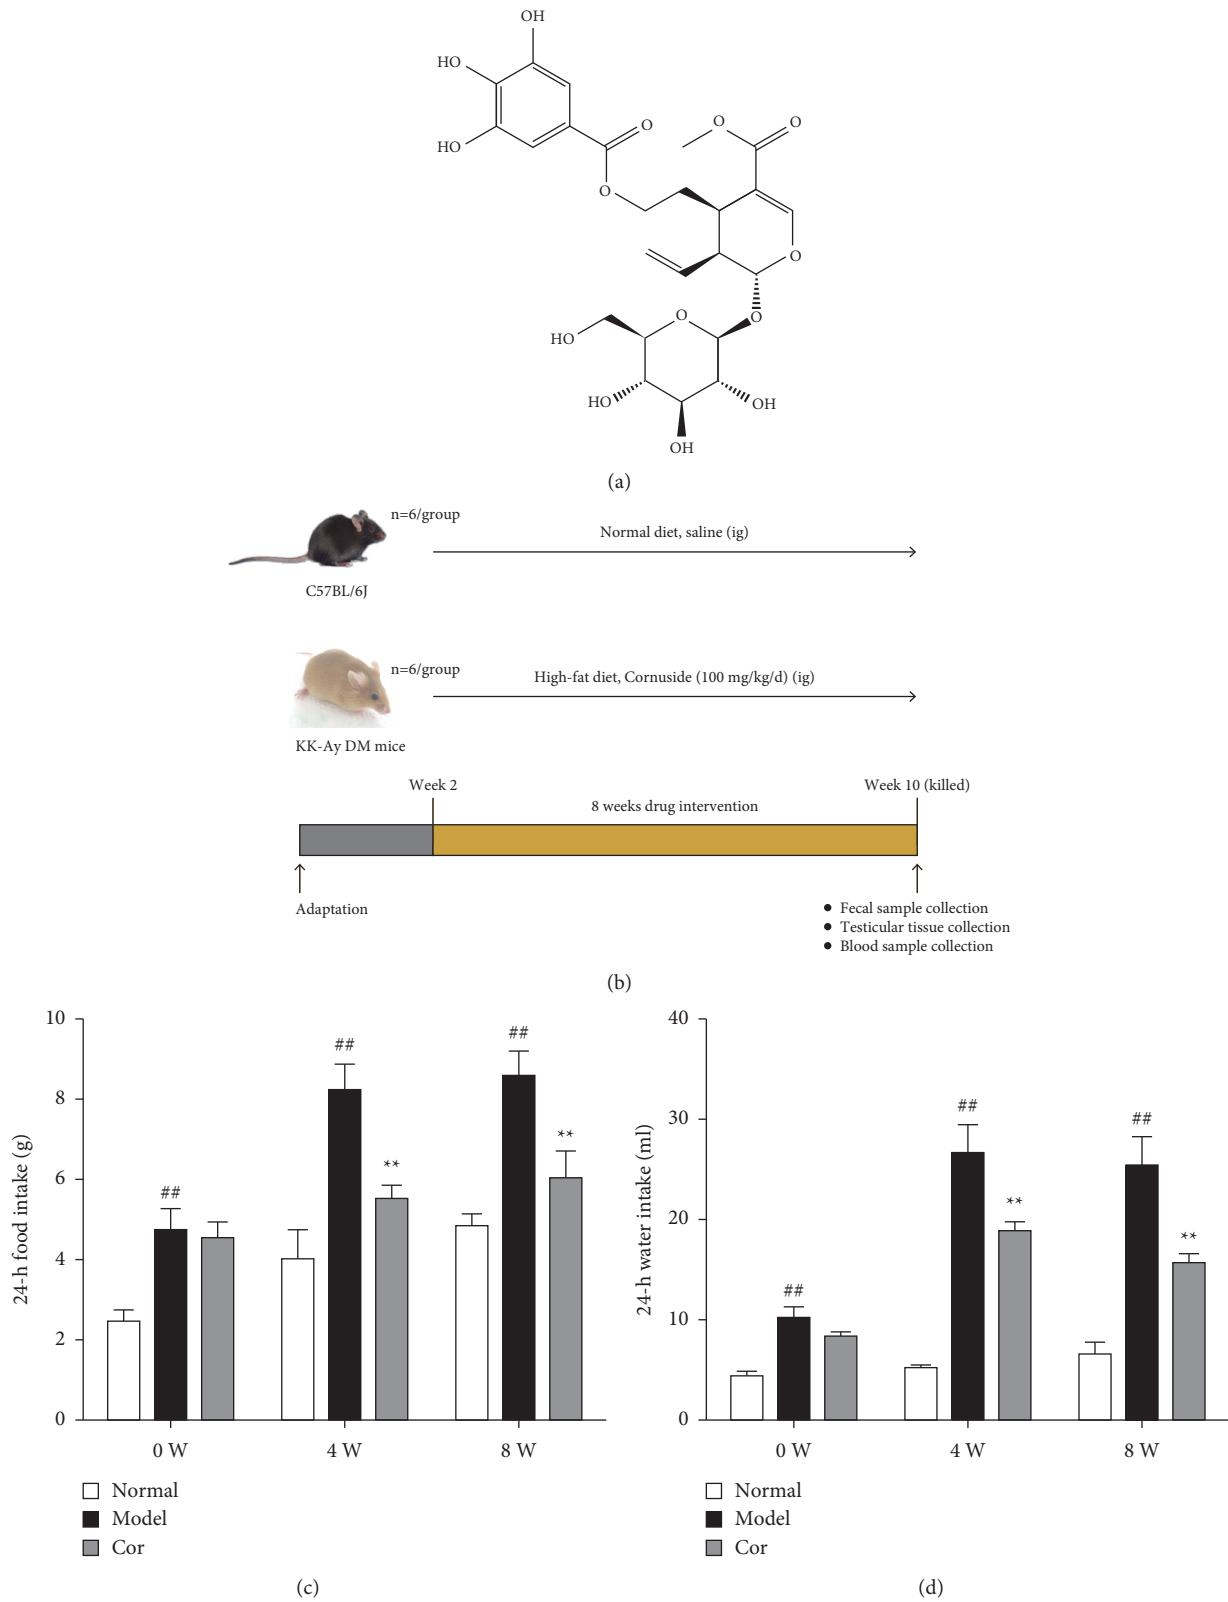 OH
HO
HO
O
O
O
O
O
O
O
HO
HO
OH
OH
(a)
n=6/group
Normal diet, saline (ig)
C57BL/6J
n=6/group
High-fat diet, Cornuside (100 mg/kg/d) (ig)
KK-Ay DM mice
Week 2
Week 10 (killed)
8 weeks drug intervention
Adaptation
• Fecal sample collection
• Testicular tissue collection
• Blood sample collection
(b)
24-h food intake (g)
10
8
6
4
2
0
##
##
**
##
**
0 W
4 W
8 W
Normal
Model
Cor
(c)
24-h water intake (ml)
40
30
20
10
0
##
##
**
##
**
0 W
4 W
8 W
Normal
Model
Cor
(d)